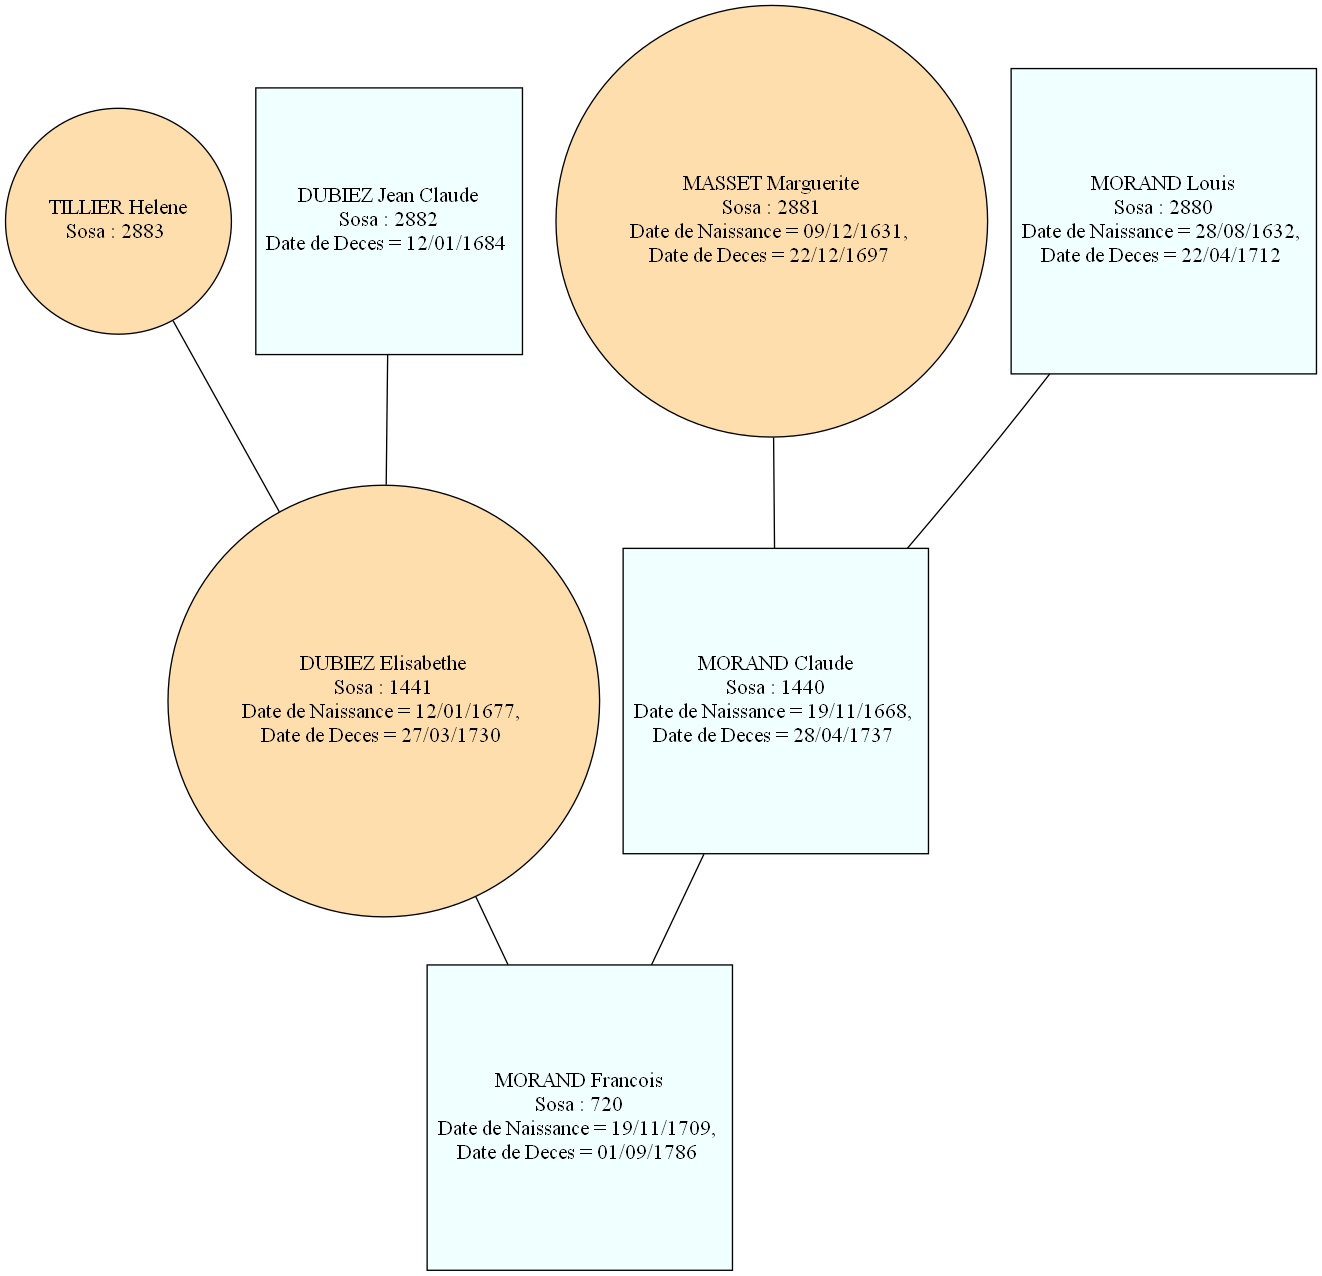 TILLIER Helene
Sosa : 2883
DUBIEZ Jean Claude
Sosa : 2882
Date de Deces = 12/01/1684
MASSET Marguerite
Sosa : 2881
Date de Naissance = 09/12/1631,
Date de Deces = 22/12/1697
MORAND Louis
Sosa : 2880
Date de Naissance = 28/08/1632,
Date de Deces = 22/04/1712
DUBIEZ Elisabethe
Sosa : 1441
Date de Naissance = 12/01/1677,
Date de Deces = 27/03/1730
MORAND Claude
Sosa : 1440
Date de Naissance = 19/11/1668,
Date de Deces = 28/04/1737
MORAND Francois
Sosa : 720
Date de Naissance = 19/11/1709,
Date de Deces = 01/09/1786